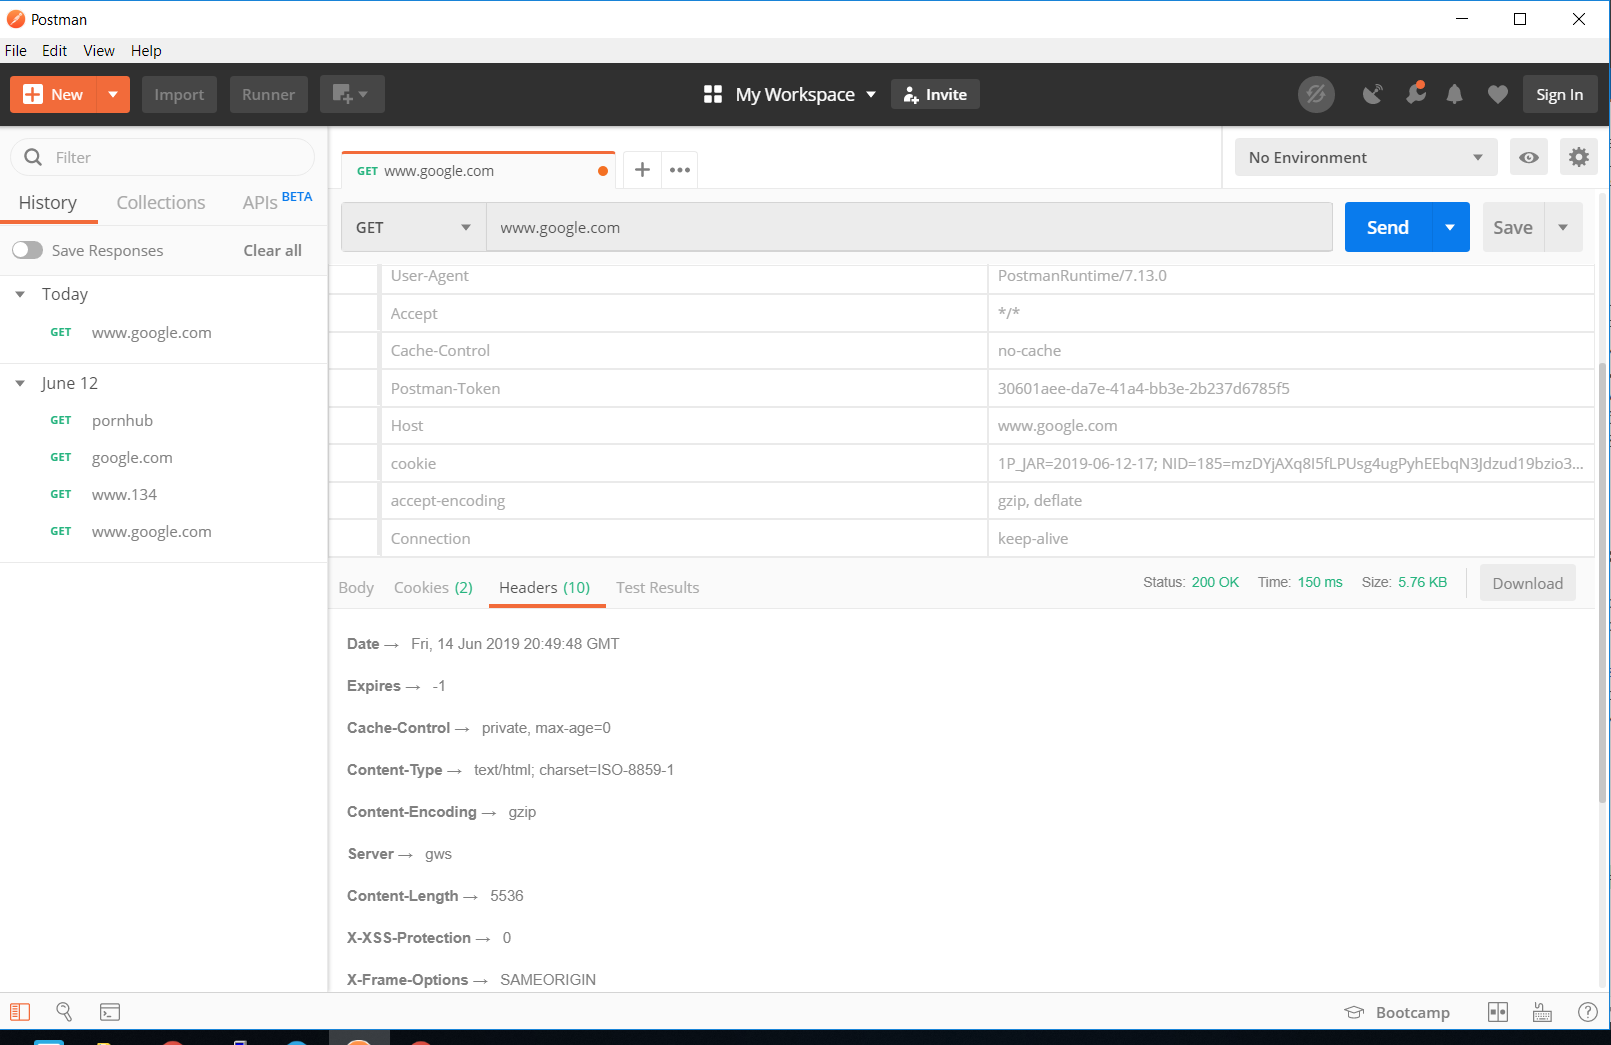 Postman
File Edit View Help
New Import Runner My Workspace Invite Sign In
Filter
GET www.google.com
No Environment
History Collections APIs BETA
GET www.google.com Send Save
Save Responses Clear all
Today
GET www.google.com
June 12
GET pornhub
GET google.com
GET www.134
GET www.google.com
User-Agent PostmanRuntime/7.13.0
Accept */*
Cache-Control no-cache
Postman-Token 30601aee-da7e-41a4-bb3e-2b237d6785f5
Host www.google.com
cookie 1P_JAR=2019-06-12-17; NID=185=mzDYjAXq8I5fLPUsg4ugPyhEEbqN3Jdzud19bzio3...
accept-encoding gzip, deflate
Connection keep-alive
Body Cookies (2) Headers (10) Test Results Status: 200 OK Time: 150 ms Size: 5.76 KB Download
Date → Fri, 14 Jun 2019 20:49:48 GMT
Expires → -1
Cache-Control → private, max-age=0
Content-Type → text/html; charset=ISO-8859-1
Content-Encoding → gzip
Server → gws
Content-Length → 5536
X-XSS-Protection → 0
X-Frame-Options → SAMEORIGIN
Bootcamp